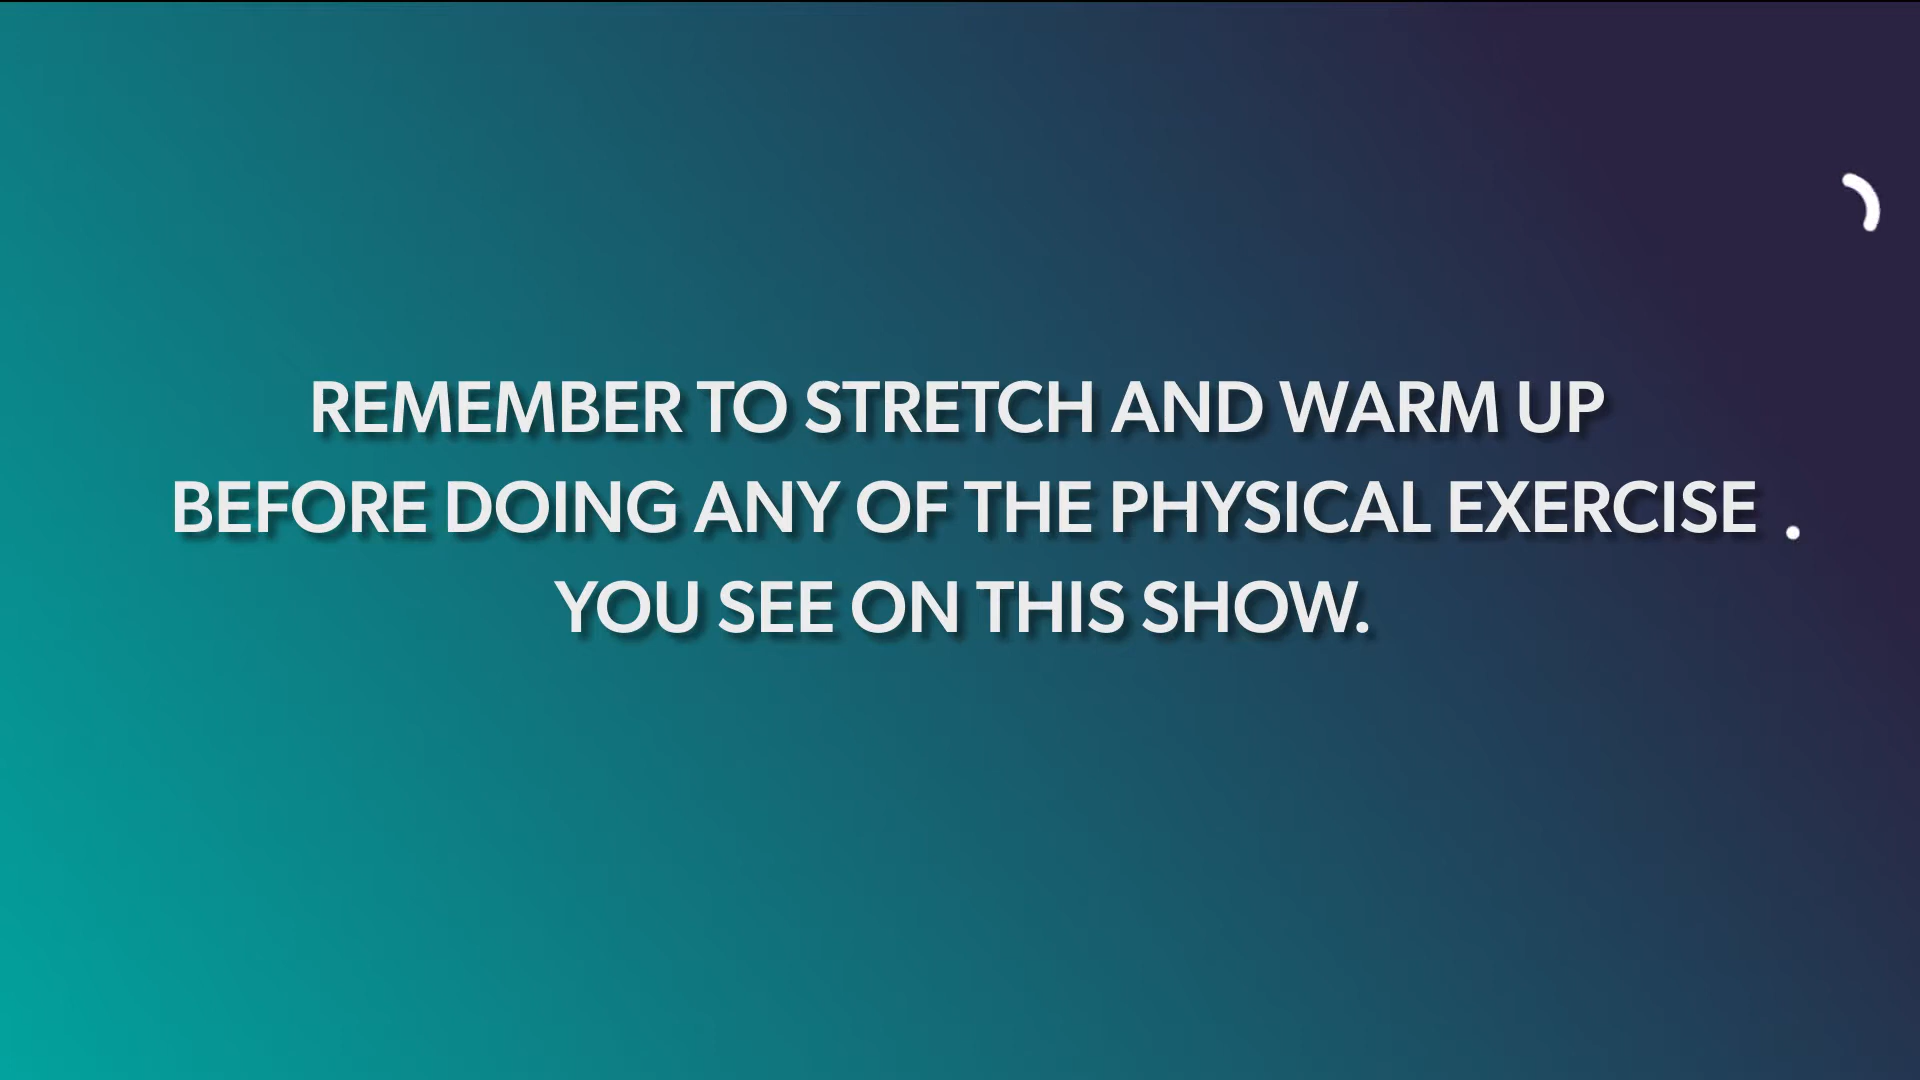 REMEMBER TO STRETCH AND WARM UP
BEFORE DOING ANY OF THE PHYSICAL EXERCISE
YOU SEE ON THIS SHOW.